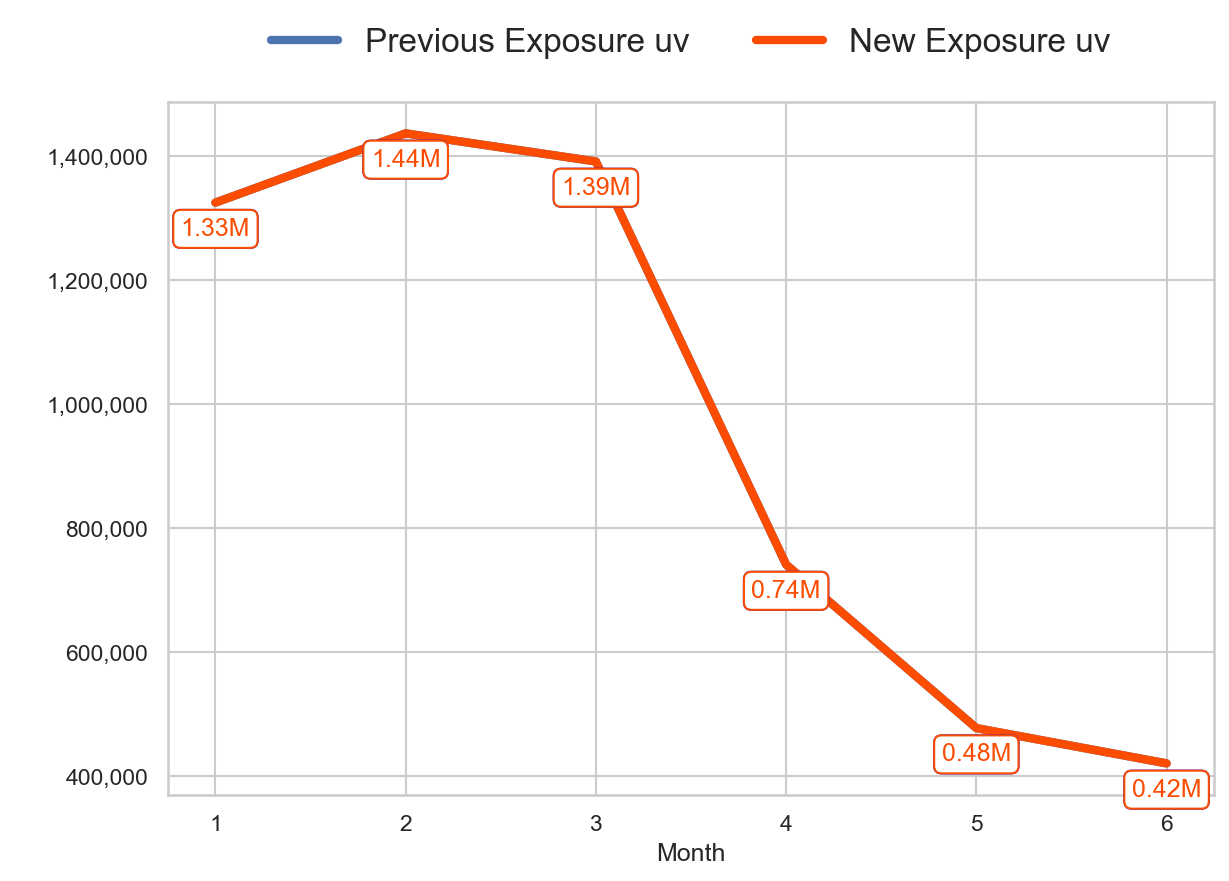 Previous Exposure uv New Exposure uv
1,400,000
1.44M
1.39M
1.33M
1,200,000
1,000,000
800,000
0.74M
600,000
0.48M
400,000
0.42M
1 2 3 4 5 6
Month